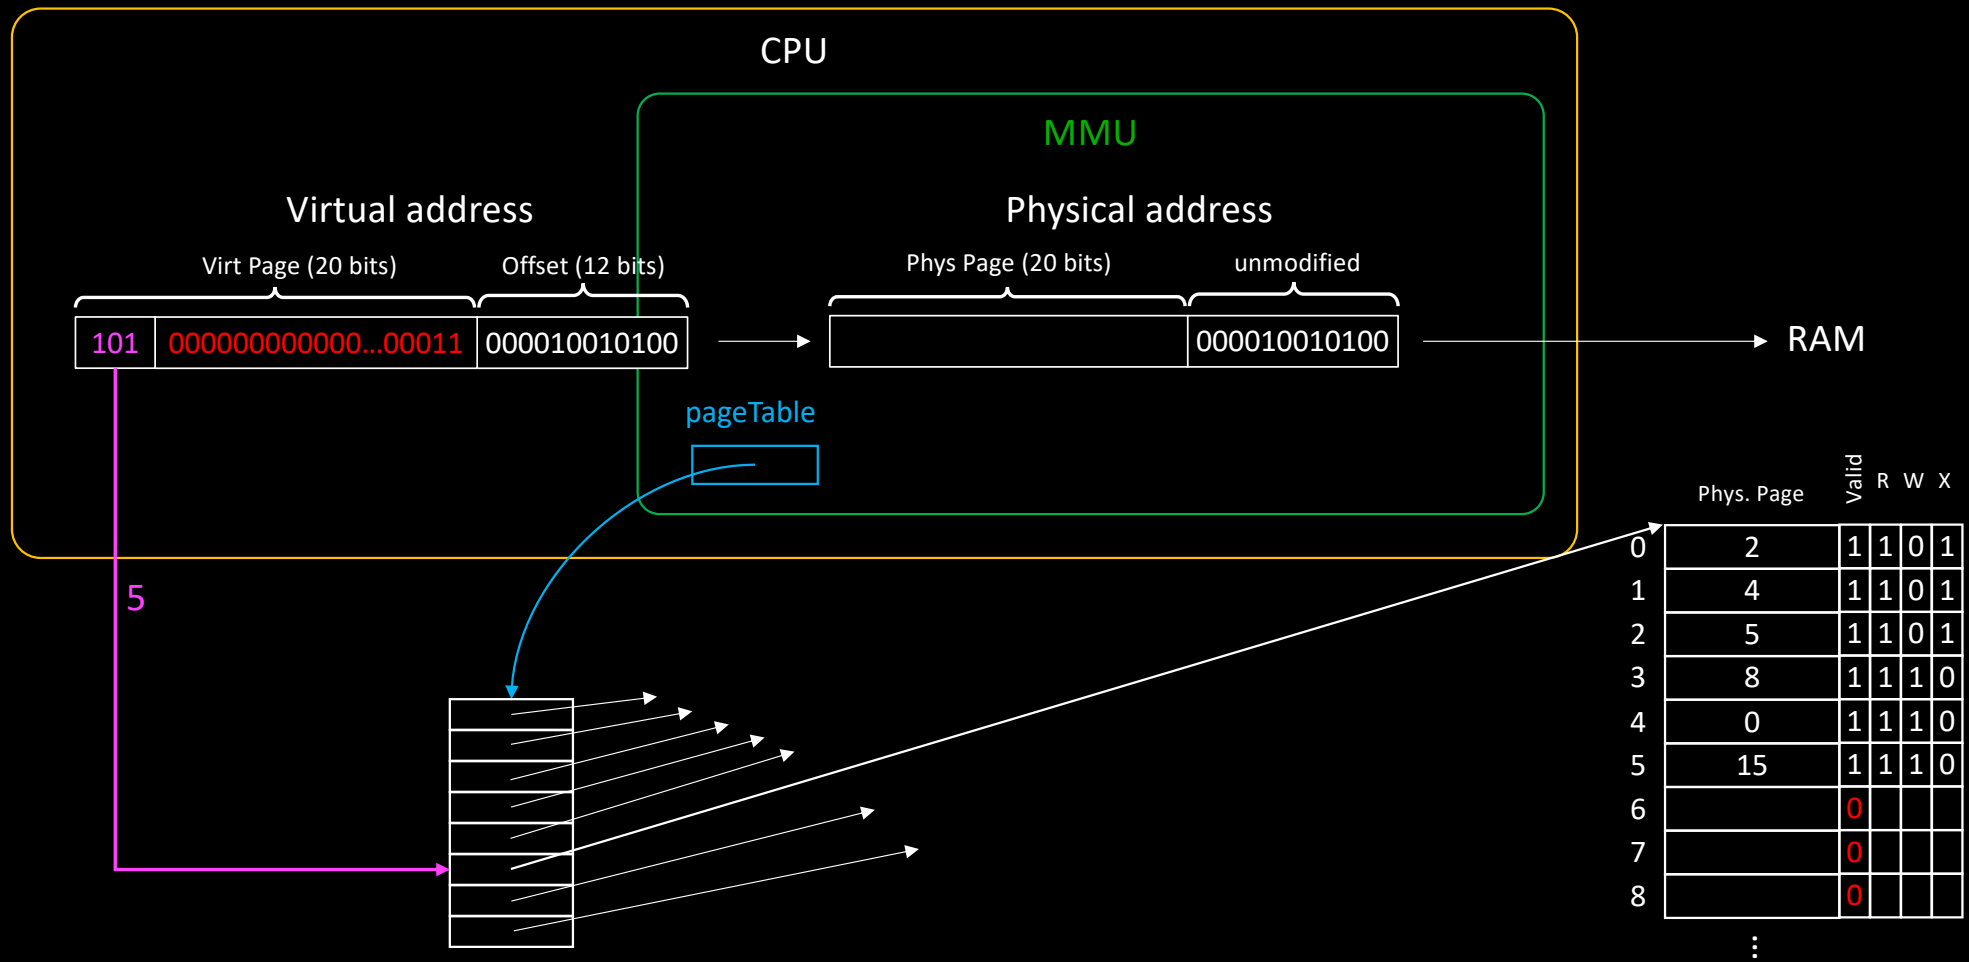 CPU
MMU
Virtual address
Physical address
Virt Page (20 bits)
Offset (12 bits)
Phys Page (20 bits)
unmodified
101
000000000000...00011
000010010100
000010010100
RAM
pageTable
5
Phys. Page
Valid
R W X
0 2 1 1 0 1
1 4 1 1 0 1
2 5 1 1 0 1
3 8 1 1 1 0
4 0 1 1 1 0
5 15 1 1 1 0
6 0
7 0
8 0
⋮